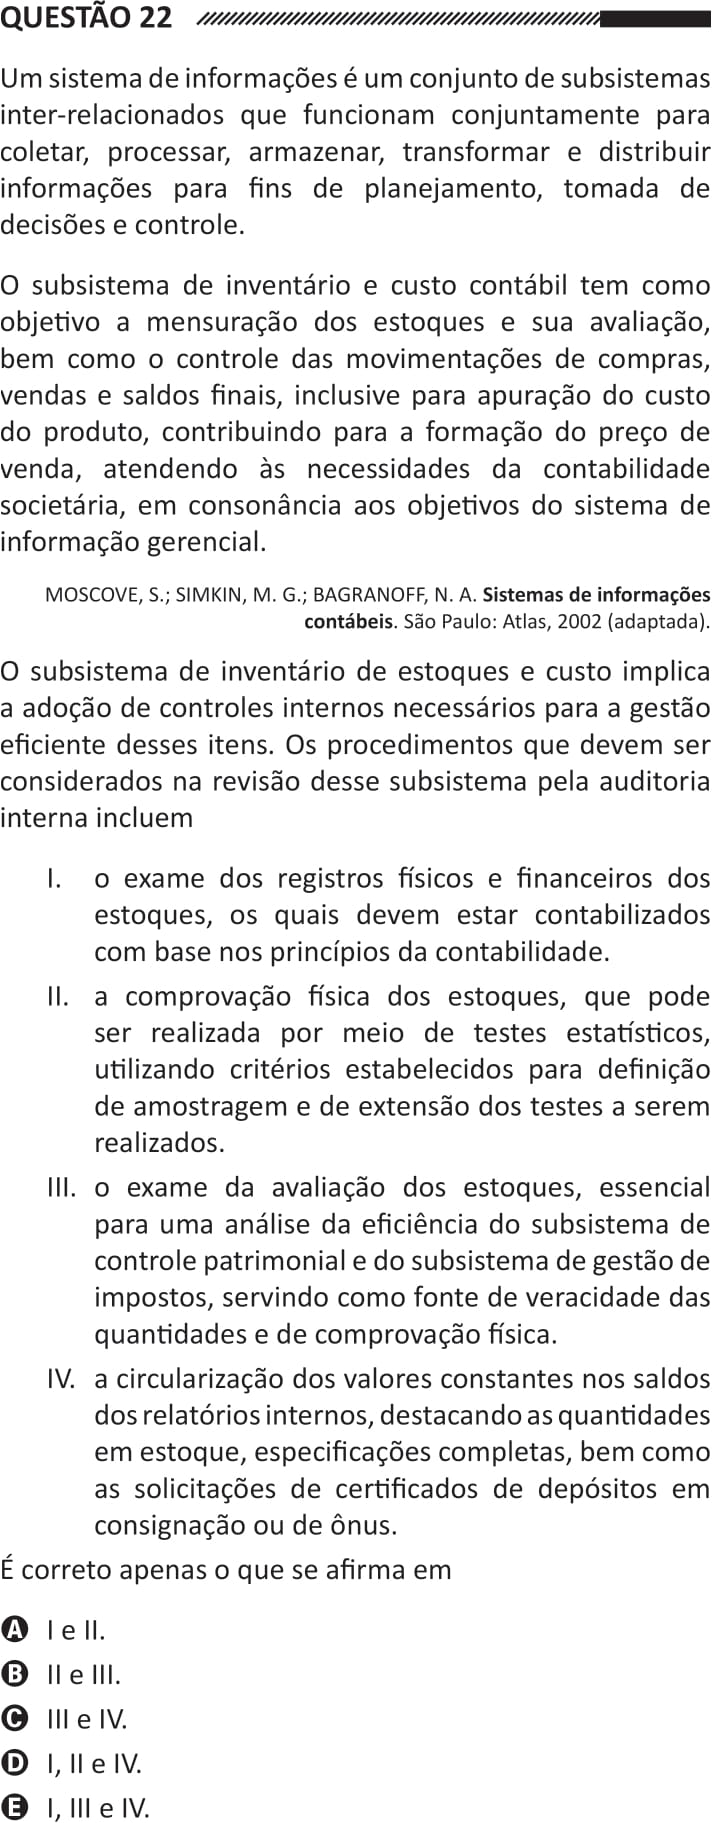 QUESTÃO 22
Um sistema de informações é um conjunto de subsistemas
inter-relacionados que funcionam conjuntamente para
coletar, processar, armazenar, transformar e distribuir
informações para fins de planejamento, tomada de
decisões e controle.
O subsistema de inventário e custo contábil tem como
objetivo a mensuração dos estoques e sua avaliação,
bem como o controle das movimentações de compras,
vendas e saldos finais, inclusive para apuração do custo
do produto, contribuindo para a formação do preço de
venda, atendendo às necessidades da contabilidade
societária, em consonância aos objetivos do sistema de
informação gerencial.
MOSCOVE, S.; SIMKIN, M. G.; BAGRANOFF, N. A. Sistemas de informações
contábeis. São Paulo: Atlas, 2002 (adaptada).
O subsistema de inventário de estoques e custo implica
a adoção de controles internos necessários para a gestão
eficiente desses itens. Os procedimentos que devem ser
considerados na revisão desse subsistema pela auditoria
interna incluem
I. o exame dos registros físicos e financeiros dos
estoques, os quais devem estar contabilizados
com base nos princípios da contabilidade.
II. a comprovação física dos estoques, que pode
ser realizada por meio de testes estatísticos,
utilizando critérios estabelecidos para definição
de amostragem e de extensão dos testes a serem
realizados.
III. o exame da avaliação dos estoques, essencial
para uma análise da eficiência do subsistema de
controle patrimonial e do subsistema de gestão de
impostos, servindo como fonte de veracidade das
quantidades e de comprovação física.
IV. a circularização dos valores constantes nos saldos
dos relatórios internos, destacando as quantidades
em estoque, especificações completas, bem como
as solicitações de certificados de depósitos em
consignação ou de ônus.
É correto apenas o que se afirma em
A I e II.
B II e III.
C III e IV.
D I, II e IV.
E I, III e IV.